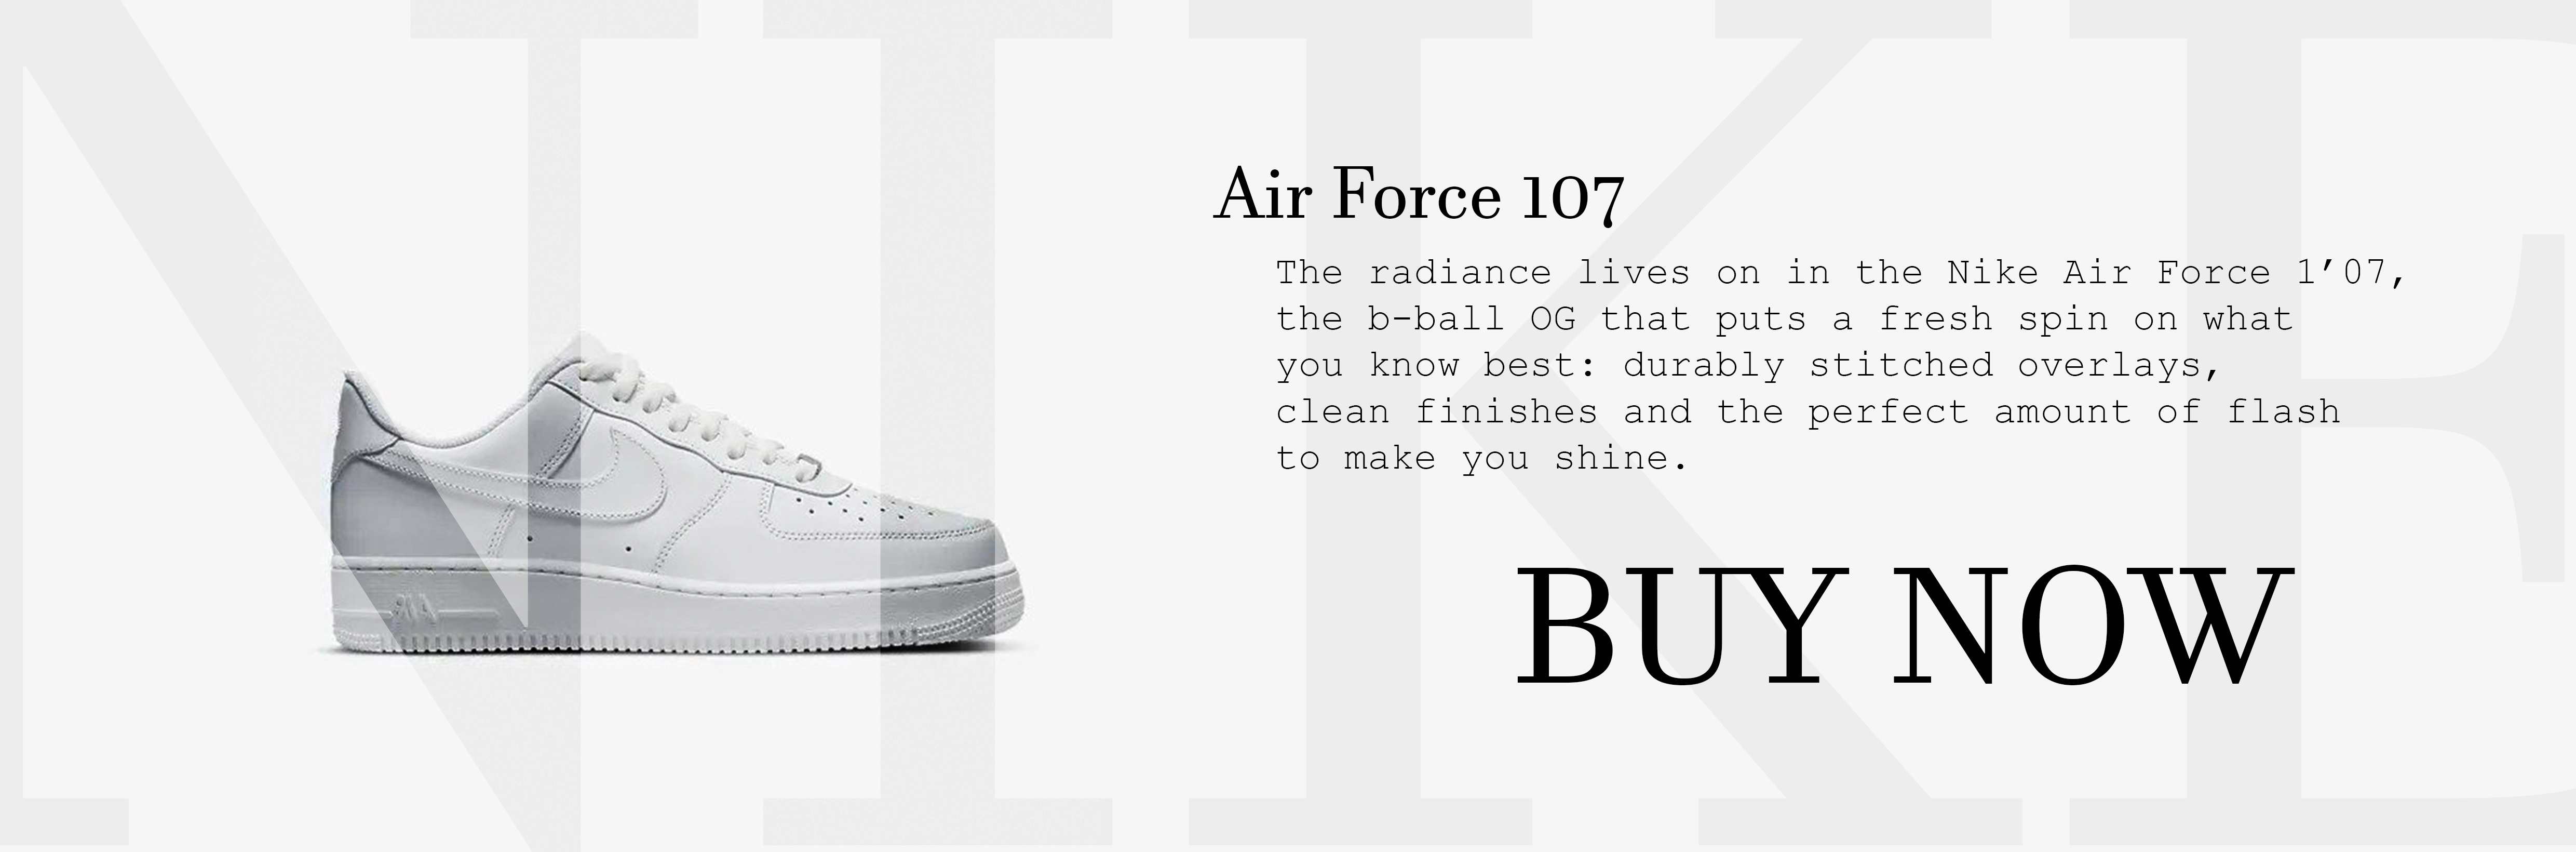 NIKE
Air Force 107
The radiance lives on in the Nike Air Force 1’07,
the b-ball OG that puts a fresh spin on what
you know best: durably stitched overlays,
clean finishes and the perfect amount of flash
to make you shine.
BUY NOW
AIR